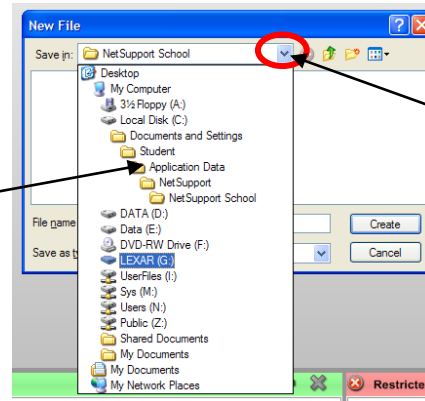 New File
Save in: NetSupport School
Desktop
My Computer
3½ Floppy (A:)
Local Disk (C:)
Documents and Settings
Student
Application Data
NetSupport
NetSupport School
DATA (D:)
Data (E:)
DVD-RW Drive (F:)
LEXAR (G:)
UserFiles (I:)
Sys (M:)
Users (N:)
Public (Z:)
Shared Documents
My Documents
My Documents
My Network Places
File name
Create
Save as t
Cancel
Restricte